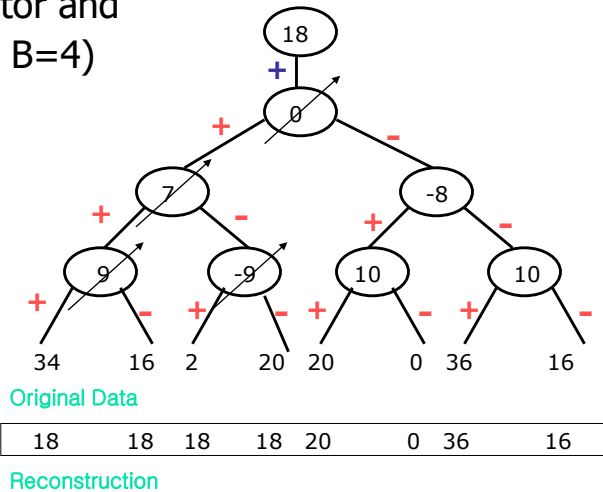 tor and
B=4)
18
+
0
+ -
7 -8
+ - + -
9 -9 10 10
+ - + - + - + -
34 16 2 20 20 0 36 16
Original Data
18 18 18 18 20 0 36 16
Reconstruction